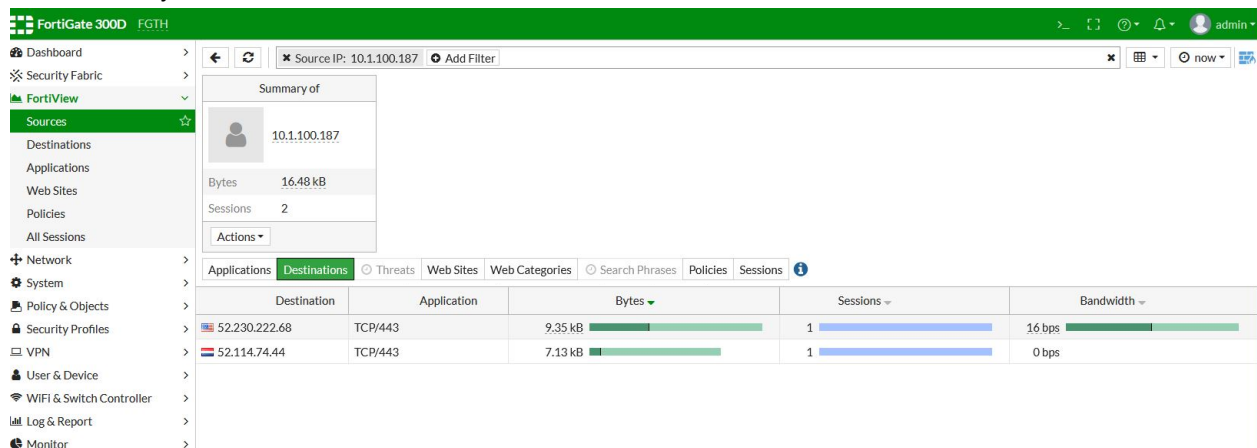 FortiGate 300D FGTH
>_ admin
Dashboard
Security Fabric
FortiView
Sources
Destinations
Applications
Web Sites
Policies
All Sessions
Network
System
Policy & Objects
Security Profiles
VPN
User & Device
WiFi & Switch Controller
Log & Report
Monitor
Source IP: 10.1.100.187 Add Filter
now
Summary of
10.1.100.187
Bytes 16.48 kB
Sessions 2
Actions
Applications Destinations Threats Web Sites Web Categories Search Phrases Policies Sessions
Destination Application Bytes Sessions Bandwidth
52.230.222.68 TCP/443 9.35 kB 1 16 bps
52.114.74.44 TCP/443 7.13 kB 1 0 bps